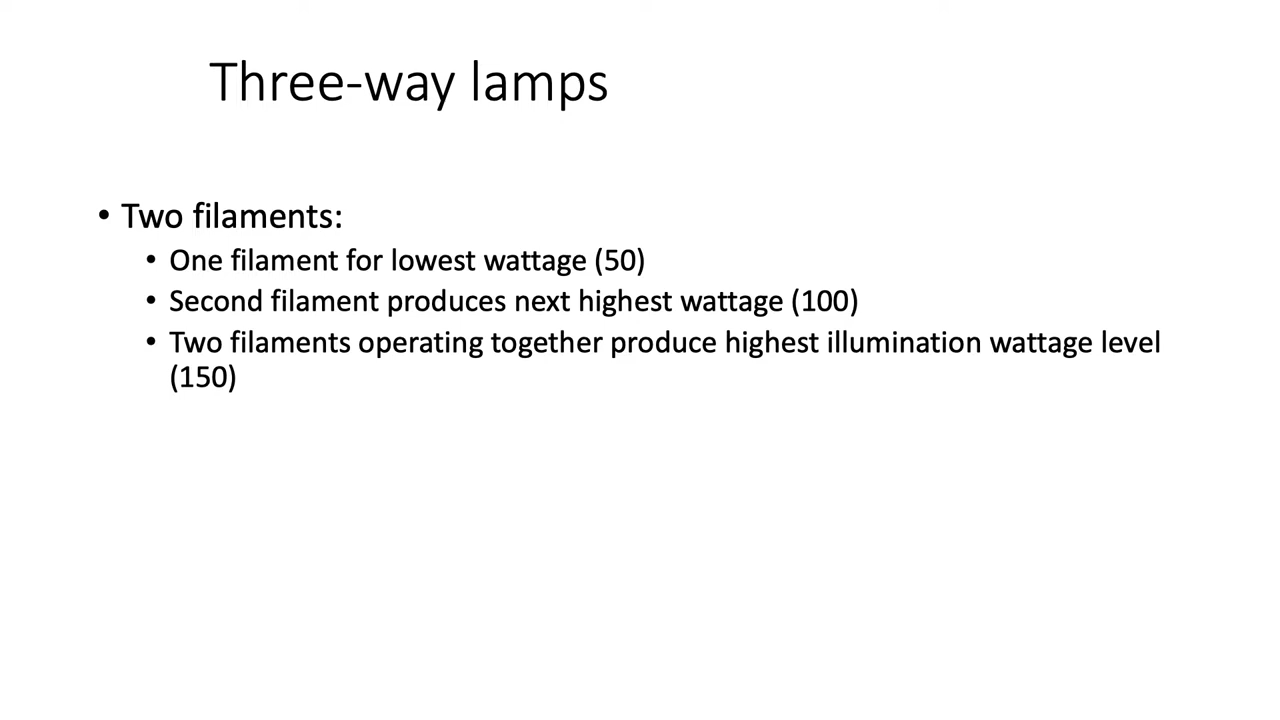 Three-way lamps
• Two filaments:
• One filament for lowest wattage (50)
• Second filament produces next highest wattage (100)
• Two filaments operating together produce highest illumination wattage level
(150)